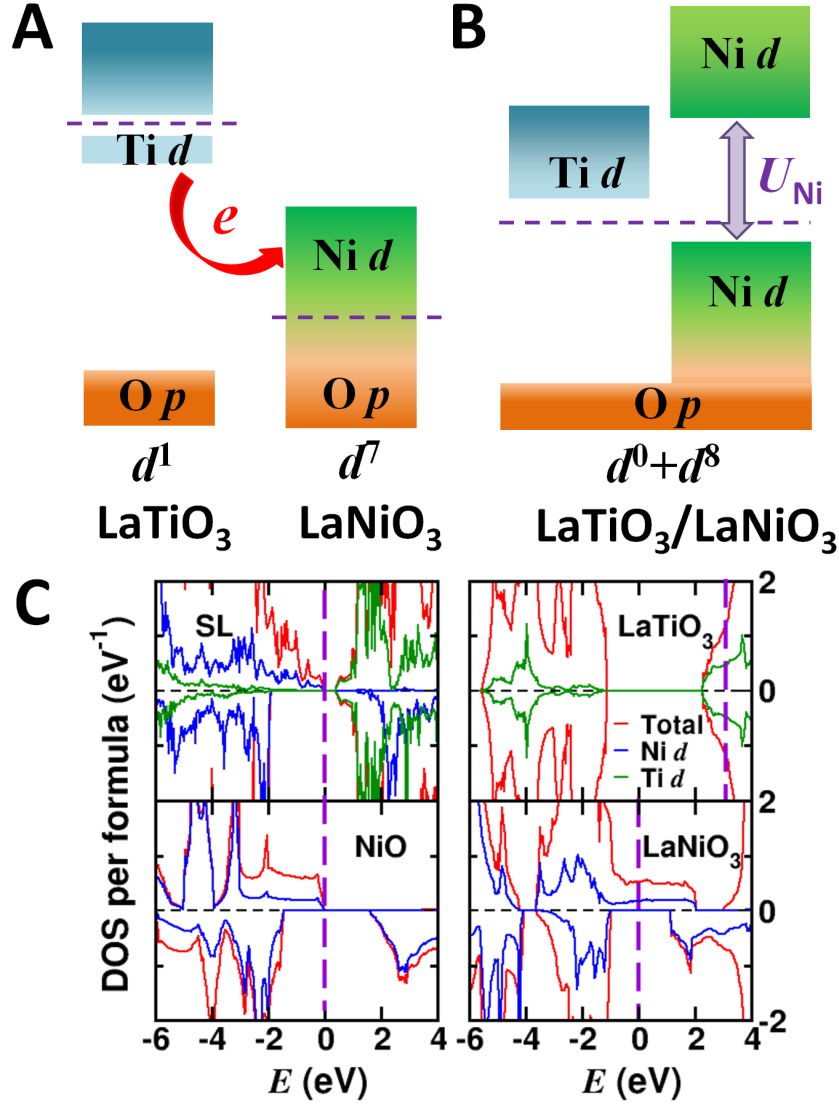 A
B
Ti d
e
Ni d
O p
O p
Ni d
Ti d
U_Ni
Ni d
O p
d¹
d⁷
d⁰+d⁸
LaTiO₃
LaNiO₃
LaTiO₃/LaNiO₃
C
DOS per formula (eV⁻¹)
SL
LaTiO₃
Total
Ni d
Ti d
2
0
NiO
LaNiO₃
2
0
-2
-6 -4 -2 0 2 4
-6 -4 -2 0 2 4
E (eV)
E (eV)